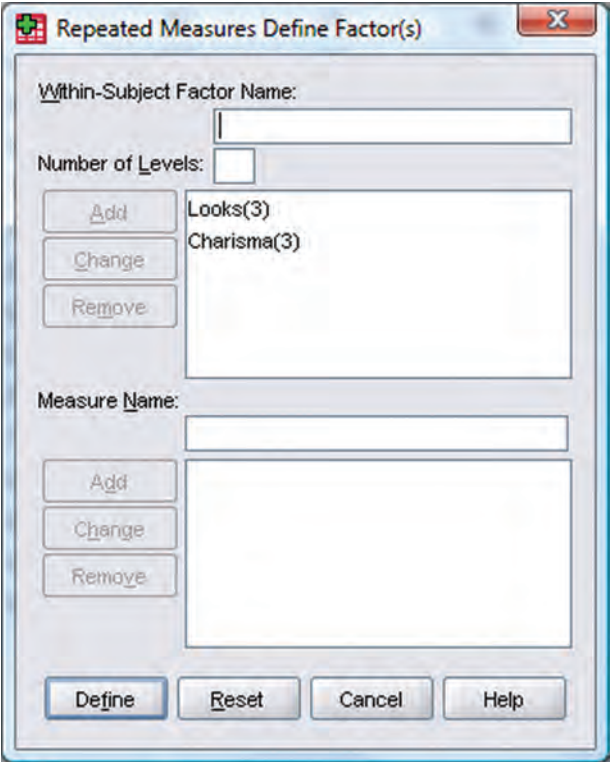 Repeated Measures Define Factor(s)
Within-Subject Factor Name:
Number of Levels:
Add
Change
Remove
Looks(3)
Charisma(3)
Measure Name:
Add
Change
Remove
Define
Reset
Cancel
Help